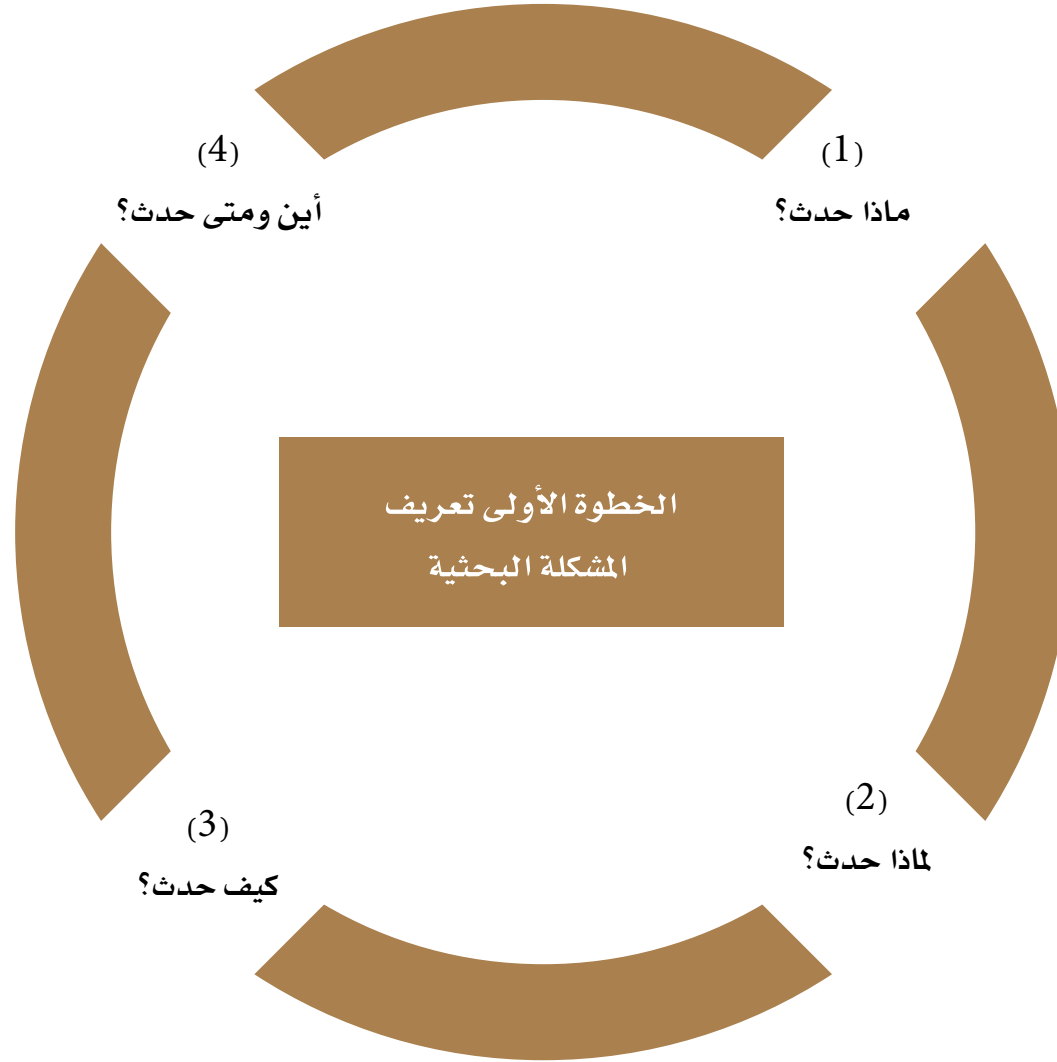 (1)
ماذا حدث؟
(2)
لماذا حدث؟
(3)
كيف حدث؟
(4)
أين ومتى حدث؟
الخطوة الأولى تعريف
المشكلة البحثية